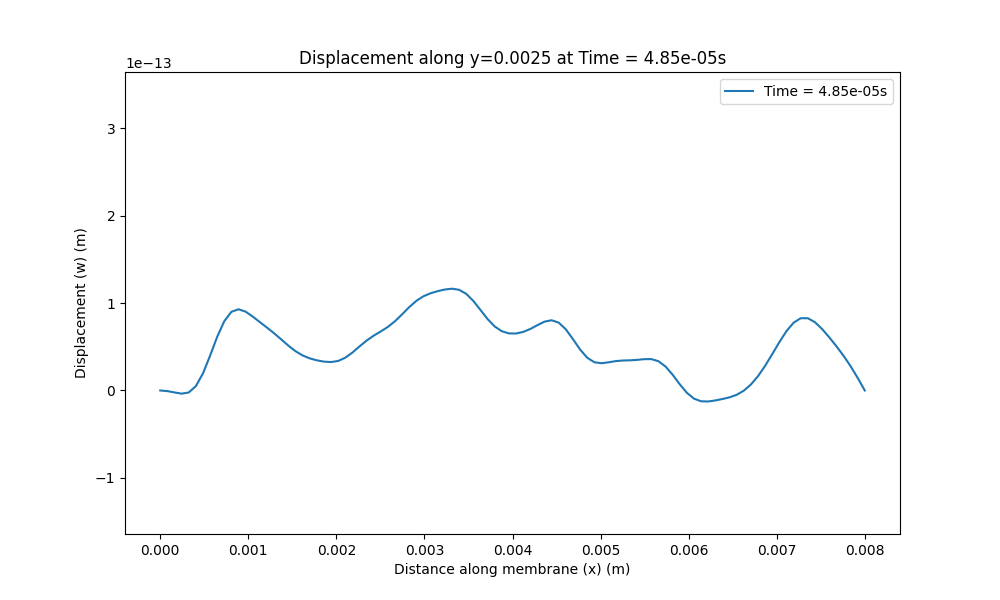 Displacement along y=0.0025 at Time = 4.85e-05s
1e−13
Time = 4.85e-05s
3
2
1
0
−1
Displacement (w) (m)
0.000 0.001 0.002 0.003 0.004 0.005 0.006 0.007 0.008
Distance along membrane (x) (m)